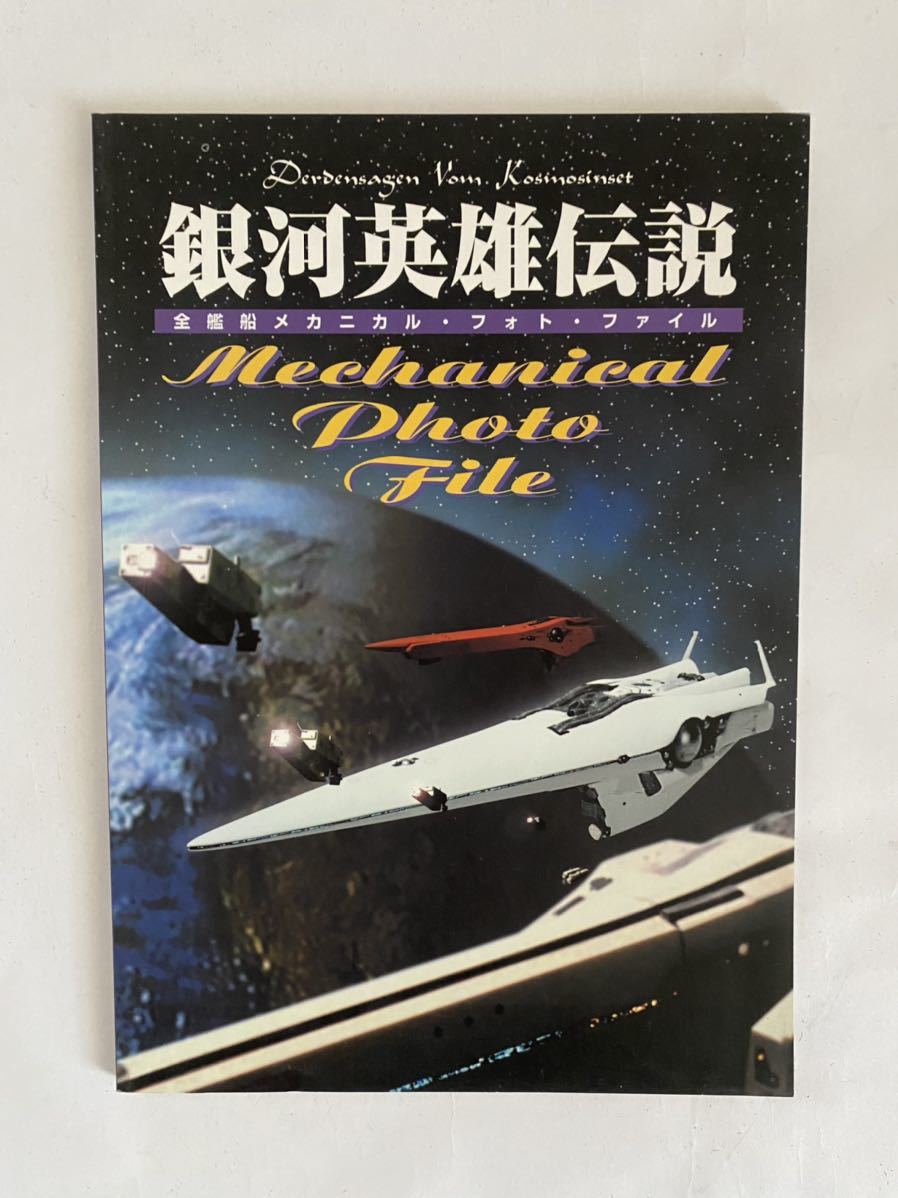 Derdensagen Vom Kosmosinset
銀河英雄伝説
全艦船メカニカル・フォト・ファイル
Mechanical
Photo
File